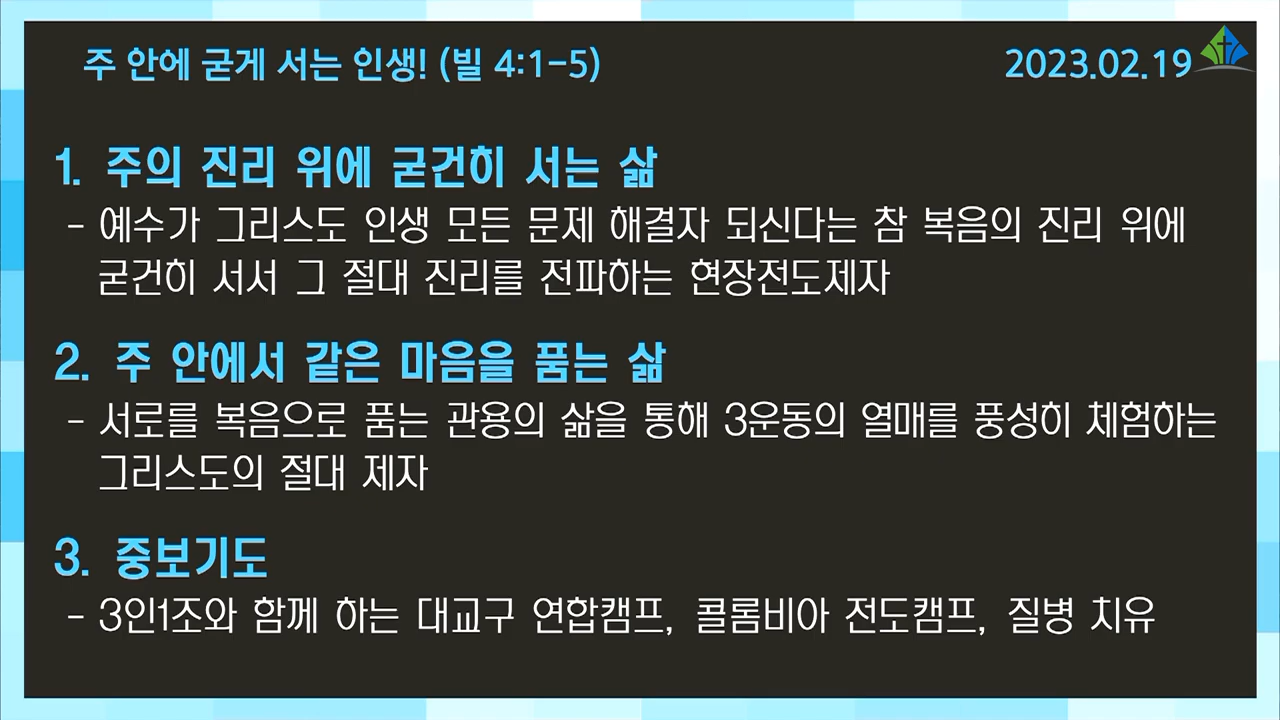 주 안에 굳게 서는 인생! (빌 4:1-5)
2023.02.19
1. 주의 진리 위에 굳건히 서는 삶
- 예수가 그리스도 인생 모든 문제 해결자 되신다는 참 복음의 진리 위에
굳건히 서서 그 절대 진리를 전파하는 현장전도제자
2. 주 안에서 같은 마음을 품는 삶
- 서로를 복음으로 품는 관용의 삶을 통해 3운동의 열매를 풍성히 체험하는
그리스도의 절대 제자
3. 중보기도
- 3인1조와 함께 하는 대교구 연합캠프, 콜롬비아 전도캠프, 질병 치유